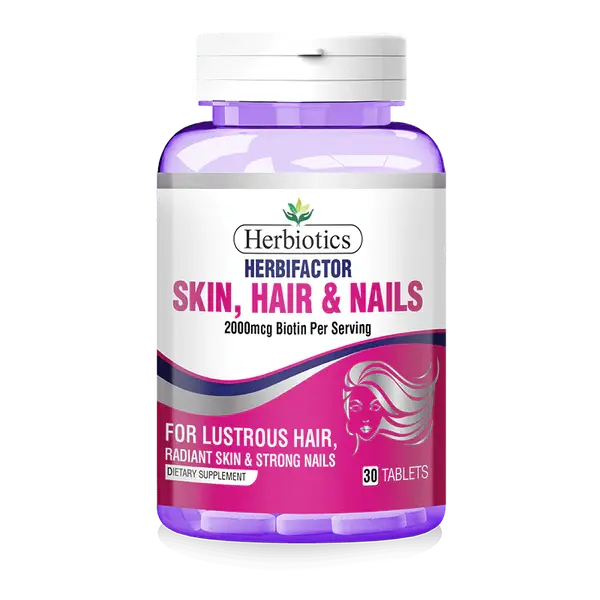 Herbiotics
HERBIFACTOR
SKIN, HAIR & NAILS
2000mcg Biotin Per Serving
FOR LUSTROUS HAIR,
RADIANT SKIN & STRONG NAILS
DIETARY SUPPLEMENT
30 TABLETS